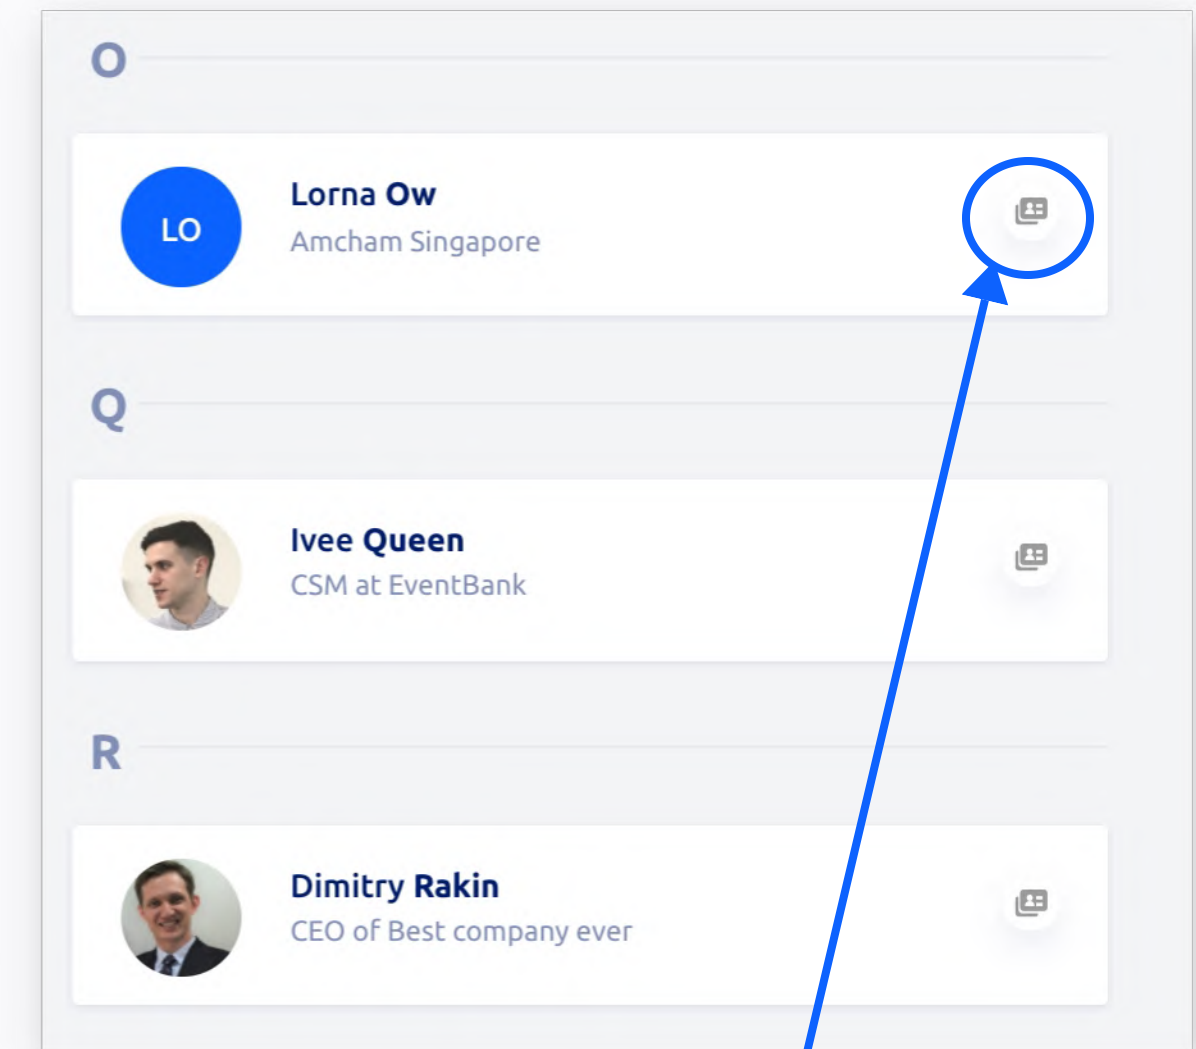 O
LO
Lorna Ow
Amcham Singapore
Q
Ivee Queen
CSM at EventBank
R
Dimitry Rakin
CEO of Best company ever